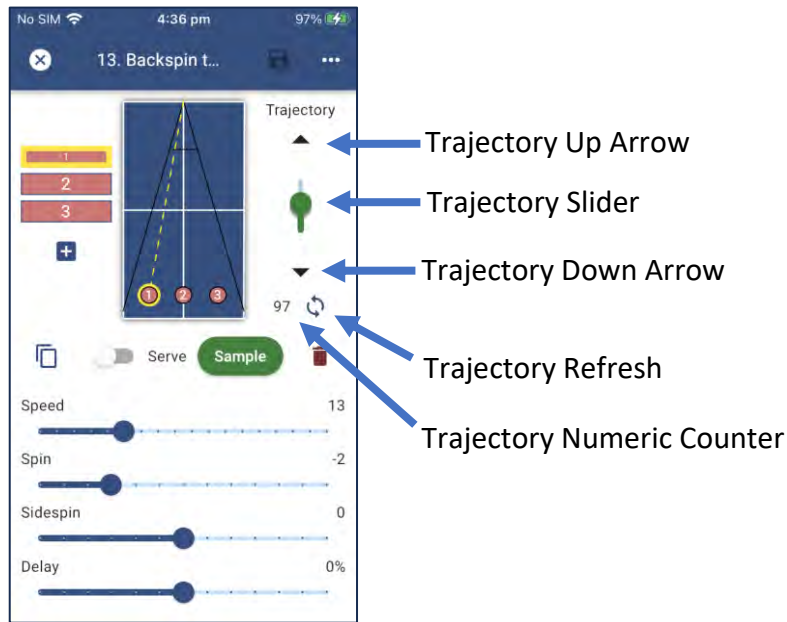 No SIM 4:36 pm 97%
13. Backspin t... ...
Trajectory
1
2
3
1 2 3
97
Serve Sample
Speed 13
Spin -2
Sidespin 0
Delay 0%
Trajectory Up Arrow
Trajectory Slider
Trajectory Down Arrow
Trajectory Refresh
Trajectory Numeric Counter